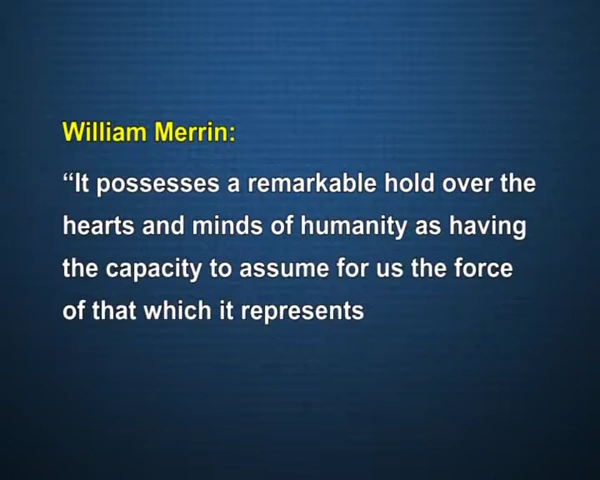 William Merrin:
“It possesses a remarkable hold over the
hearts and minds of humanity as having
the capacity to assume for us the force
of that which it represents